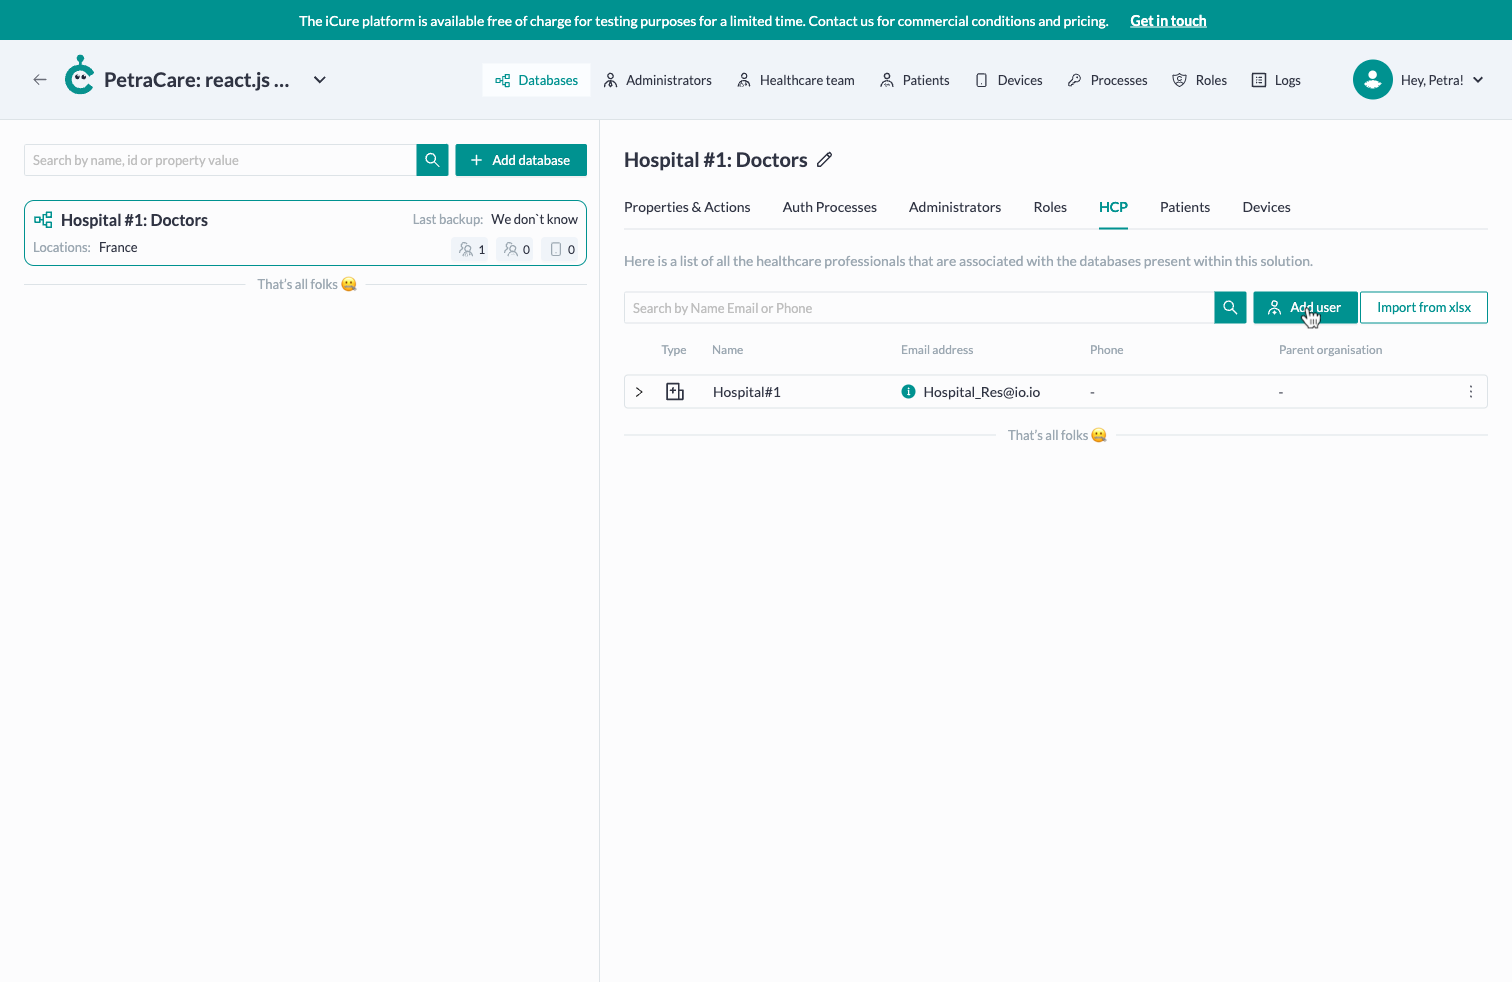 The iCure platform is available free of charge for testing purposes for a limited time. Contact us for commercial conditions and pricing. Get in touch
PetraCare: react.js ...
Databases
Administrators
Healthcare team
Patients
Devices
Processes
Roles
Logs
Hey, Petra!
Search by name, id or property value
Add database
Hospital #1: Doctors
Last backup: We don`t know
Locations: France
1
0
0
That's all folks
Hospital #1: Doctors
Properties & Actions
Auth Processes
Administrators
Roles
HCP
Patients
Devices
Here is a list of all the healthcare professionals that are associated with the databases present within this solution.
Search by Name Email or Phone
Add user
Import from xlsx
Type Name Email address Phone Parent organisation
Hospital#1 Hospital_Res@io.io - -
That's all folks